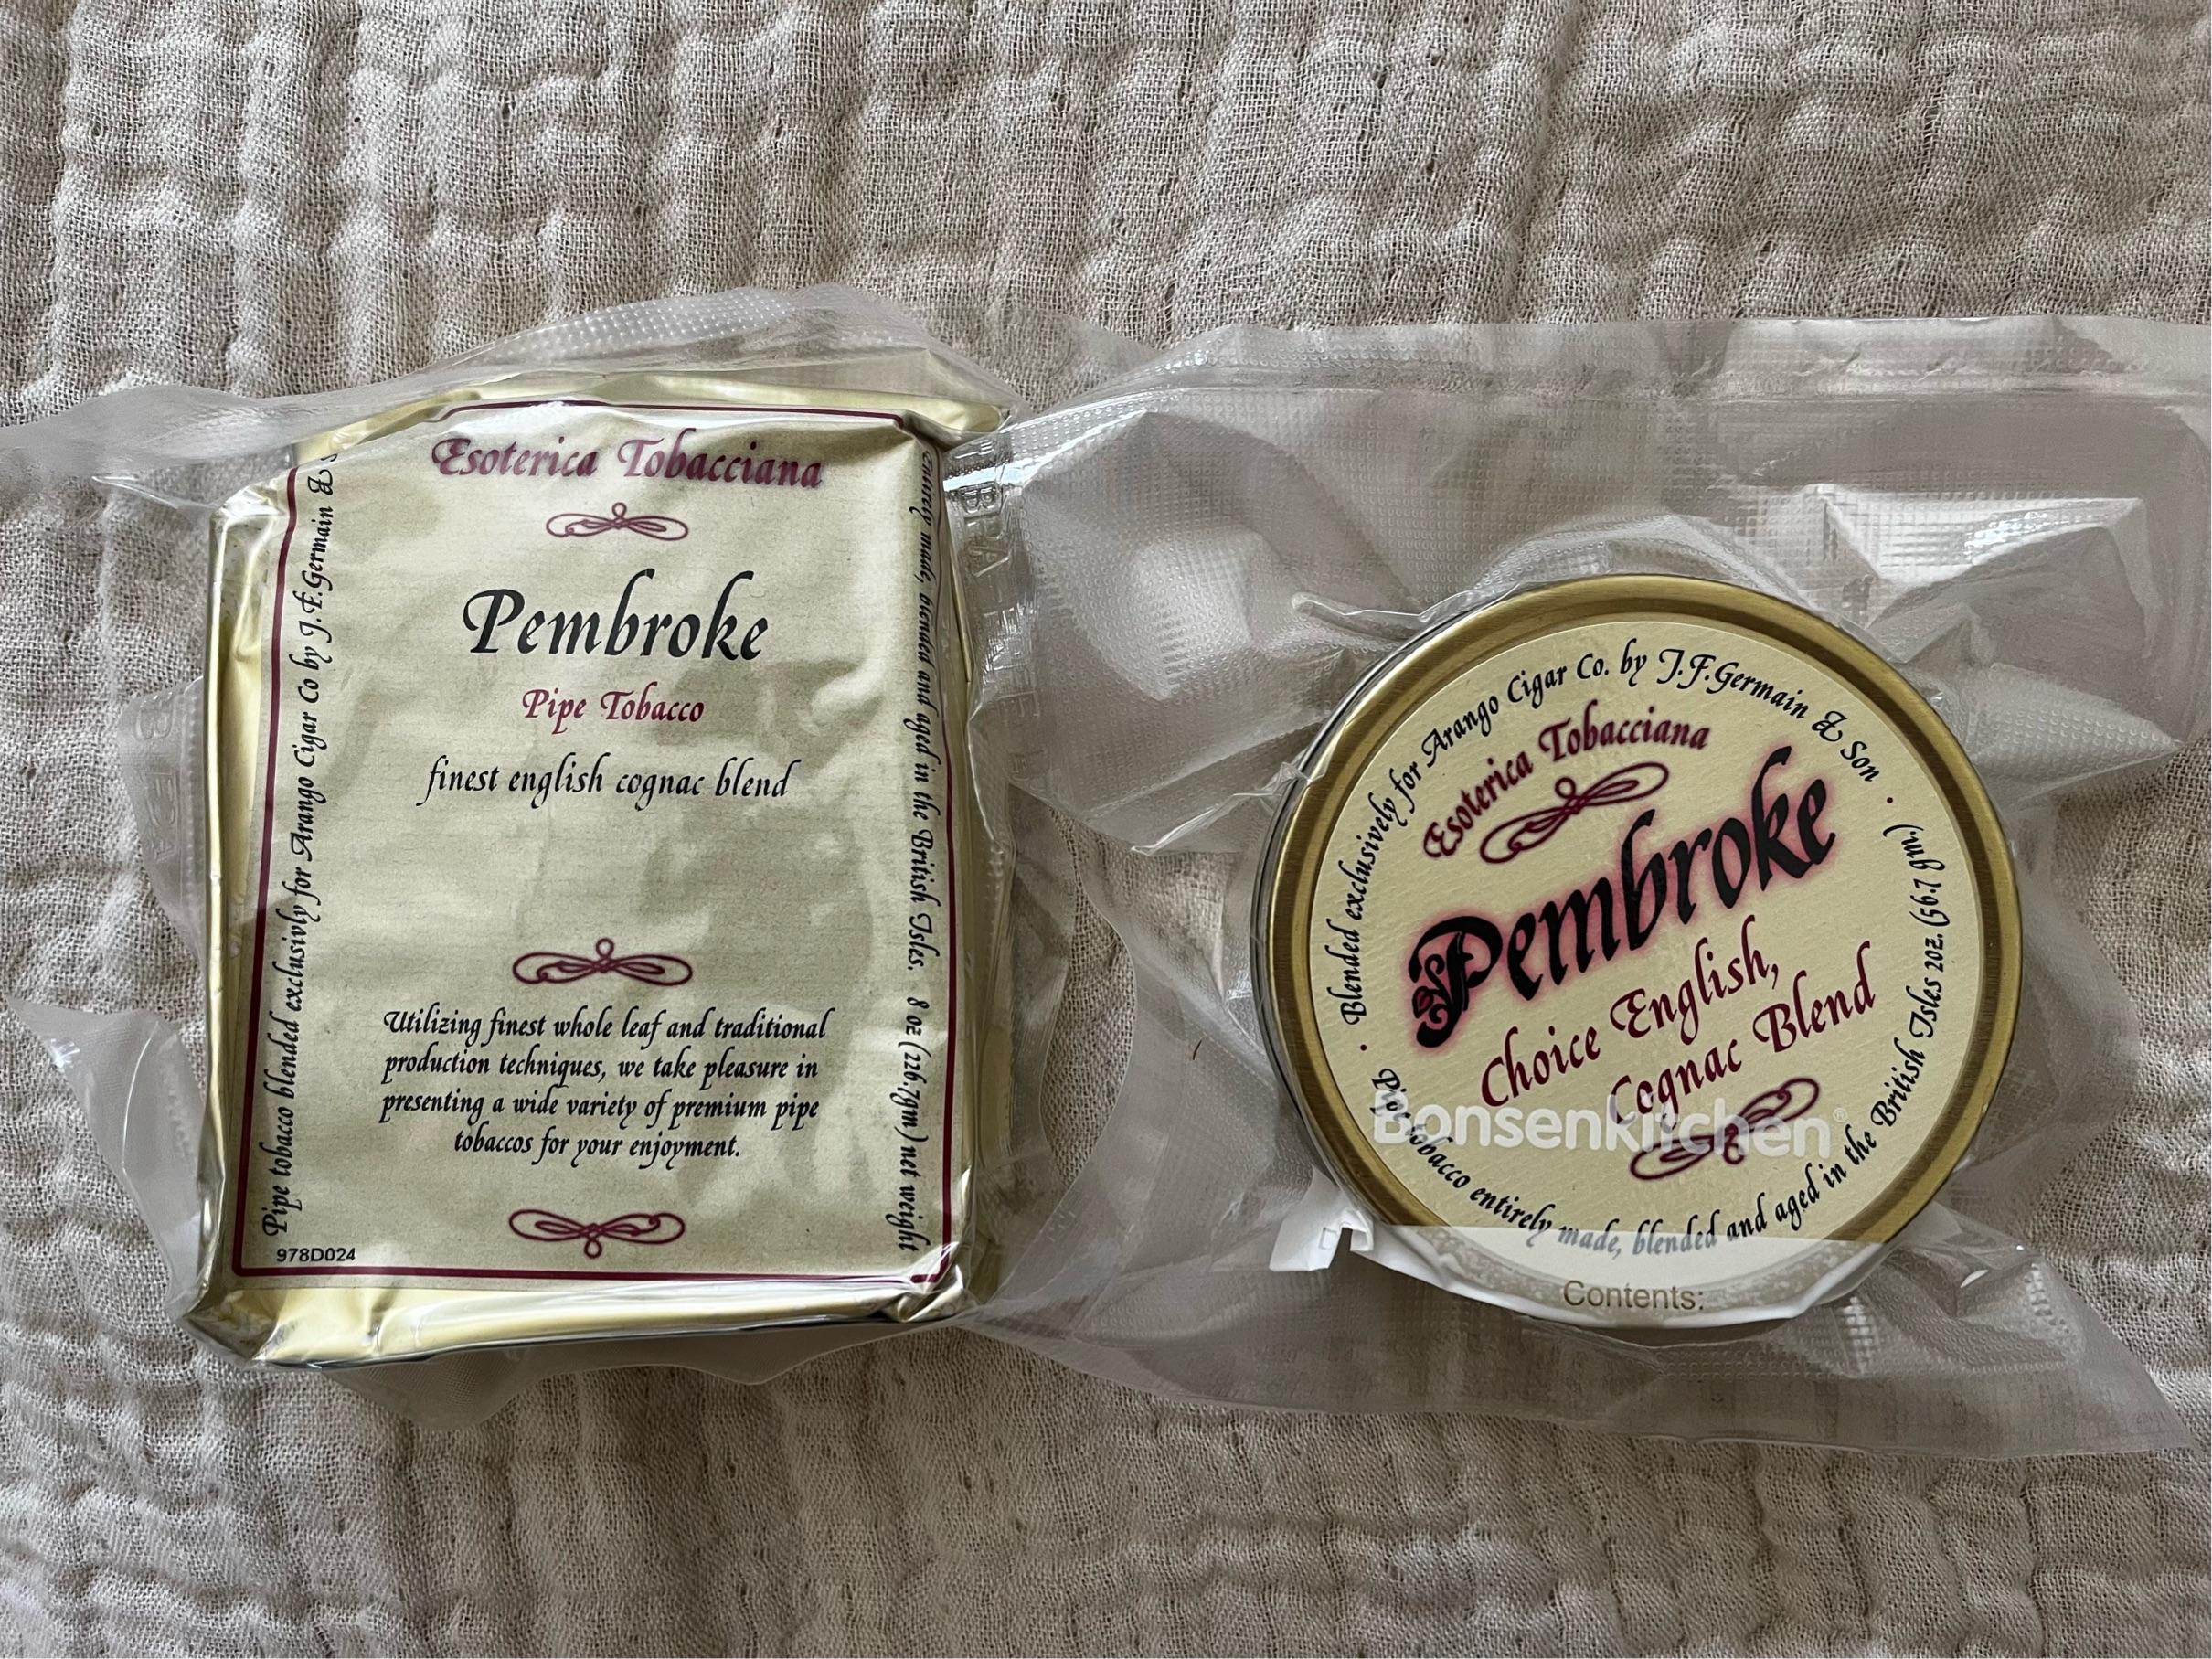 Esoterica Tobacciana
Pembroke
Pipe Tobacco
finest english cognac blend
Utilizing finest whole leaf and traditional
production techniques, we take pleasure in
presenting a wide variety of premium pipe
tobaccos for your enjoyment.
978D024
Pipe tobacco blended exclusivly for Arango Cigar Co by J.F.Germain &
Entirely made, blended and aged in the British Isles. 8 oz (226.7gm) net weight
• Blended exclusively for Arango Cigar Co. by J.F.Germain & Son •
Esoterica Tobacciana
Pembroke
Choice English,
Cognac Blend
Pipe tobacco entirely made, blended and aged in the British Isles 2oz. (56.7 gm.)
Bonsenkitchen®
Contents: